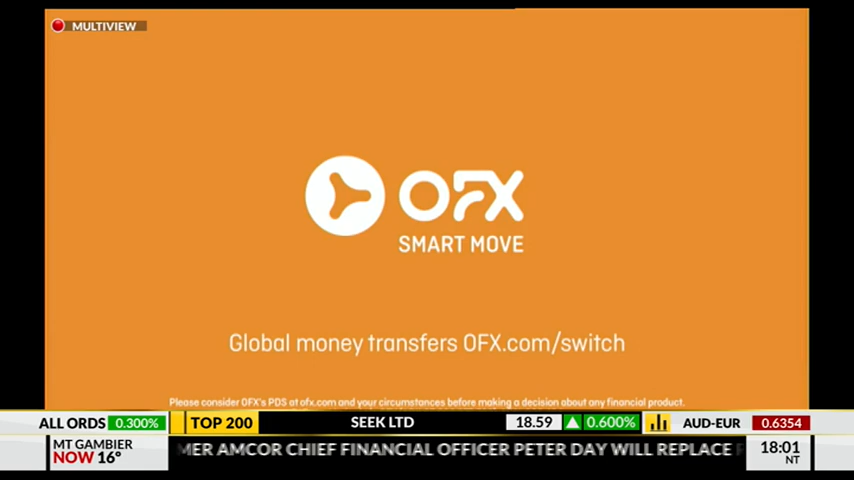 MULTIVIEW
OFX
SMART MOVE
Global money transfers OFX.com/switch
Please consider OFX's PDS at ofx.com and your circumstances before making a decision about any financial product.
ALL ORDS 0.300% TOP 200 SEEK LTD 18.59 0.600% AUD-EUR 0.6354
MT GAMBIER
NOW 16°
MER AMCOR CHIEF FINANCIAL OFFICER PETER DAY WILL REPLACE
18:01
NT